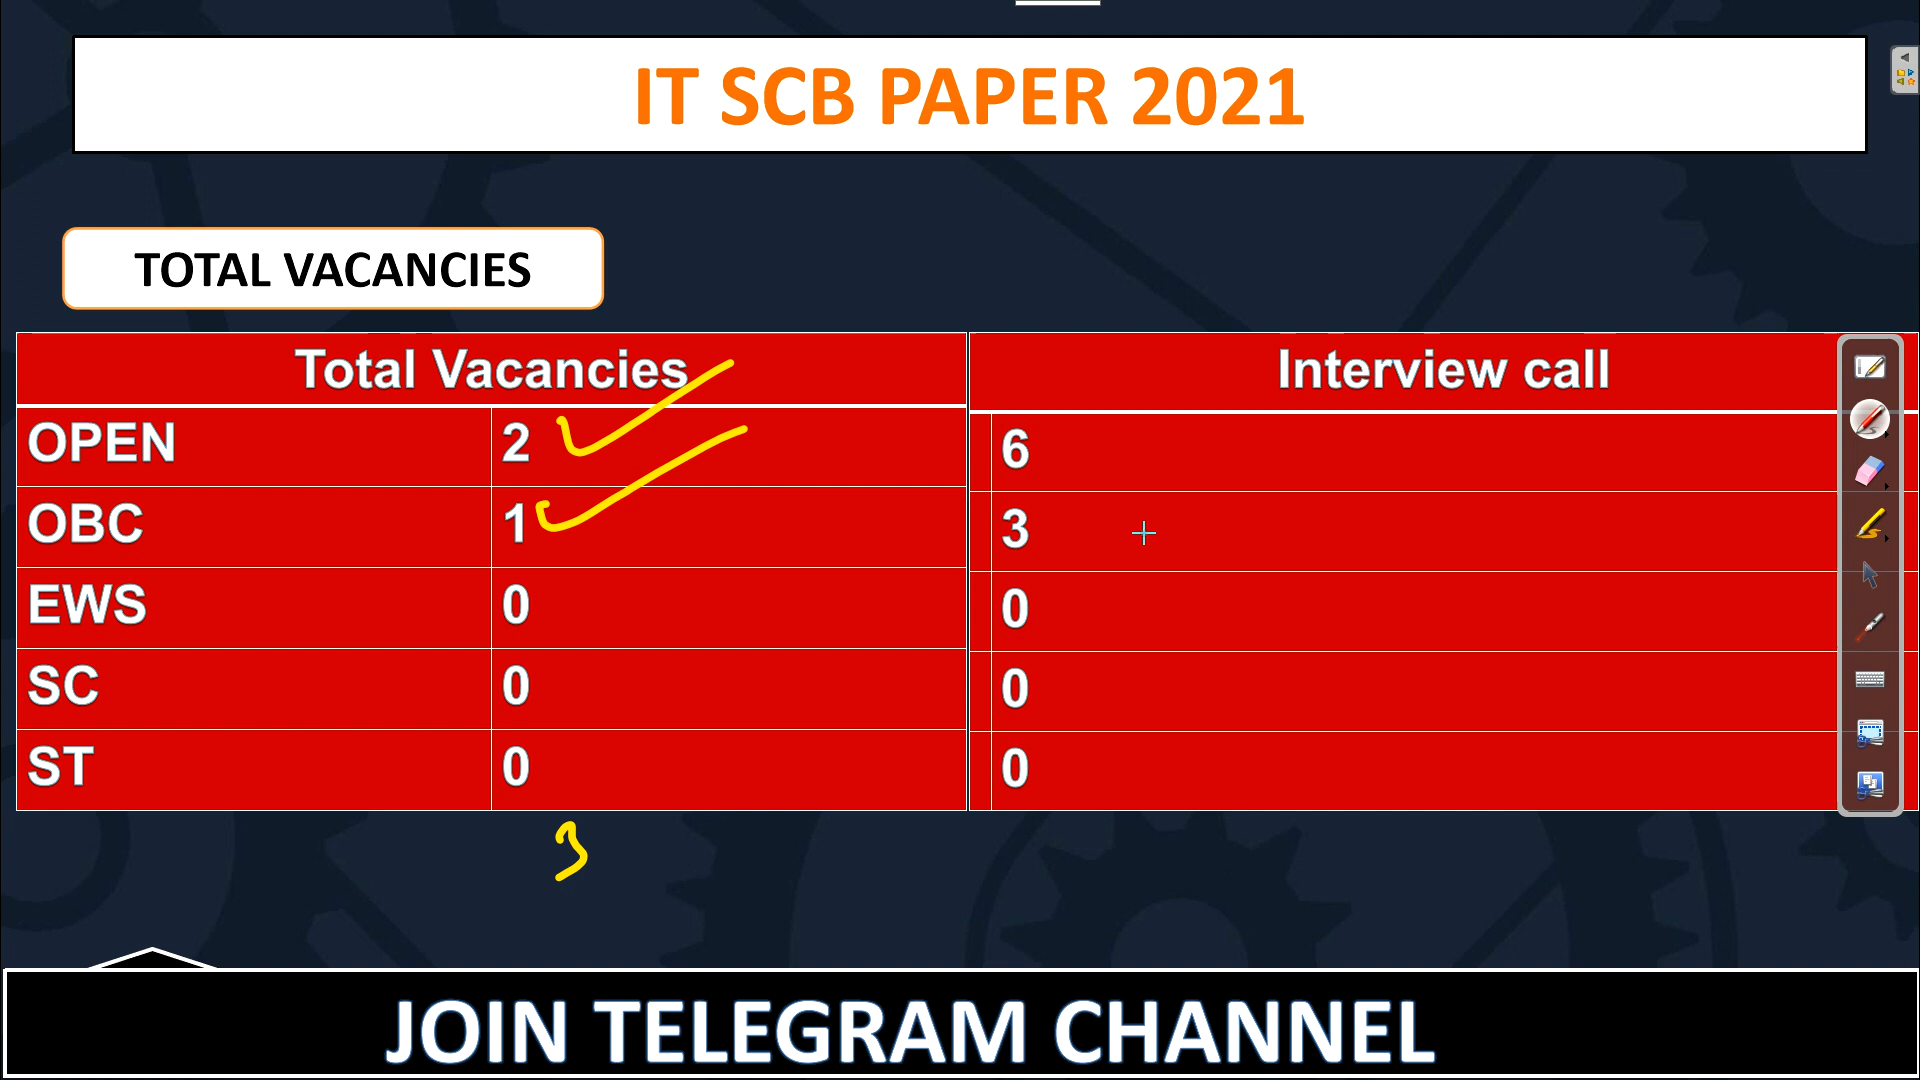 IT SCB PAPER 2021
TOTAL VACANCIES
Total Vacancies Interview call
OPEN 2 6
OBC 1 3
EWS 0 0
SC 0 0
ST 0 0
3
JOIN TELEGRAM CHANNEL